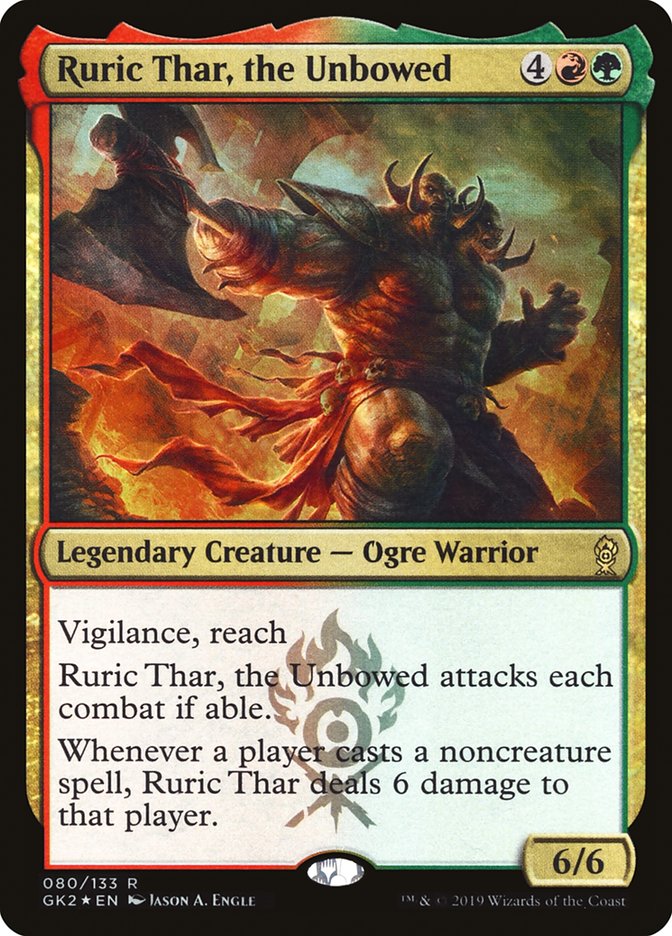 Ruric Thar, the Unbowed 4
Legendary Creature — Ogre Warrior
Vigilance, reach
Ruric Thar, the Unbowed attacks each
combat if able.
Whenever a player casts a noncreature
spell, Ruric Thar deals 6 damage to
that player.
6/6
080/133 R
GK2★EN Jason A. Engle
™ & © 2019 Wizards of the Coast